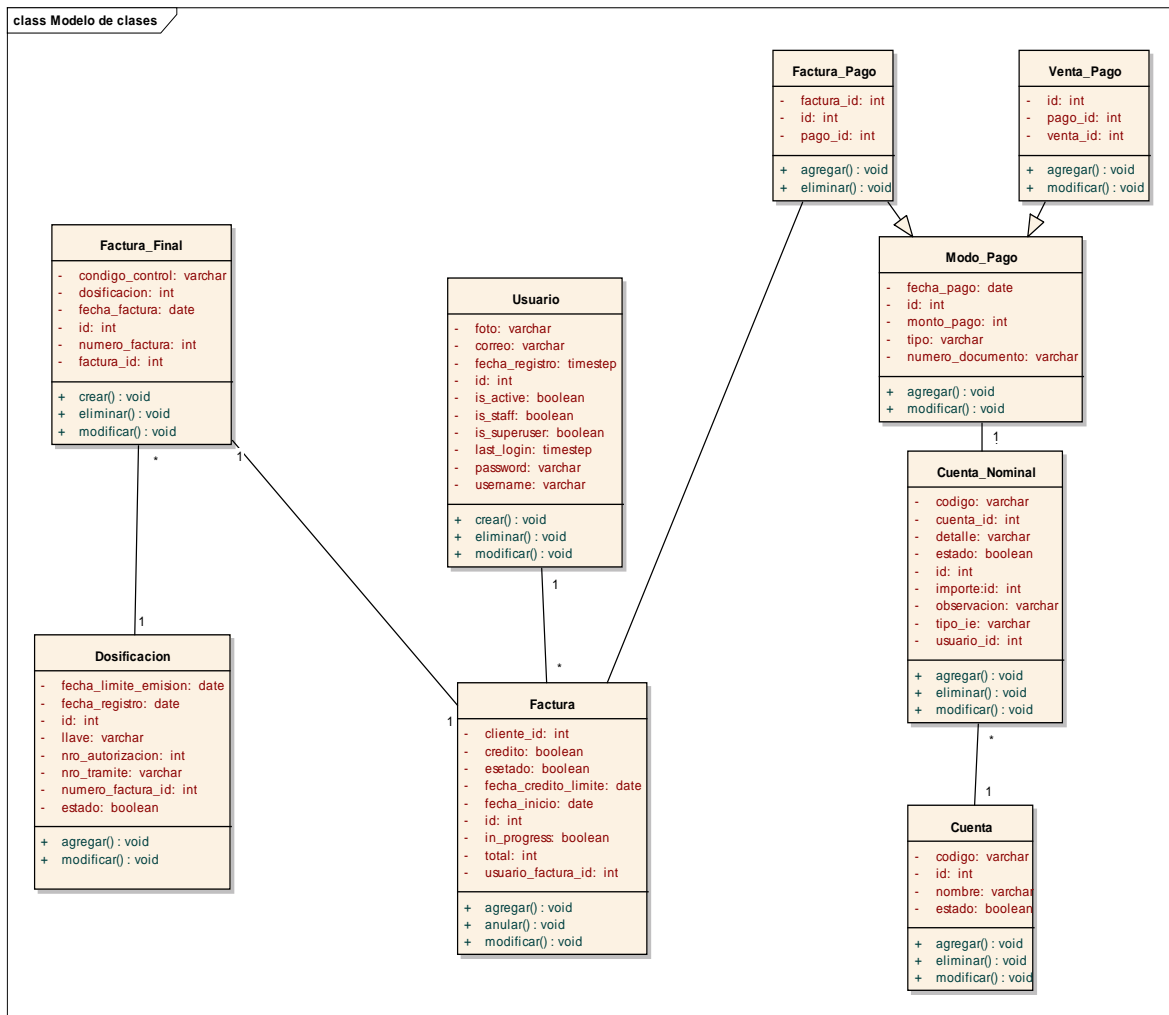 class Modelo de clases
Factura_Pago
- factura_id: int
- id: int
- pago_id: int
+ agregar() : void
+ eliminar() : void
Venta_Pago
- id: int
- pago_id: int
- venta_id: int
+ agregar() : void
+ modificar() : void
Factura_Final
- condigo_control: varchar
- dosificacion: int
- fecha_factura: date
- id: int
- numero_factura: int
- factura_id: int
+ crear() : void
+ eliminar() : void
+ modificar() : void
Usuario
- foto: varchar
- correo: varchar
- fecha_registro: timestep
- id: int
- is_active: boolean
- is_staff: boolean
- is_superuser: boolean
- last_login: timestep
- password: varchar
- username: varchar
+ crear() : void
+ eliminar() : void
+ modificar() : void
Modo_Pago
- fecha_pago: date
- id: int
- monto_pago: int
- tipo: varchar
- numero_documento: varchar
+ agregar() : void
+ modificar() : void
1
Cuenta_Nominal
- codigo: varchar
- cuenta_id: int
- detalle: varchar
- estado: boolean
- id: int
- importe:id: int
- observacion: varchar
- tipo_ie: varchar
- usuario_id: int
+ agregar() : void
+ eliminar() : void
+ modificar() : void
*
1
*
1
1
1
*
1
*
1
Dosificacion
- fecha_limite_emision: date
- fecha_registro: date
- id: int
- llave: varchar
- nro_autorizacion: int
- nro_tramite: varchar
- numero_factura_id: int
- estado: boolean
+ agregar() : void
+ modificar() : void
Factura
- cliente_id: int
- credito: boolean
- esetado: boolean
- fecha_credito_limite: date
- fecha_inicio: date
- id: int
- in_progress: boolean
- total: int
- usuario_factura_id: int
+ agregar() : void
+ anular() : void
+ modificar() : void
Cuenta
- codigo: varchar
- id: int
- nombre: varchar
- estado: boolean
+ agregar() : void
+ eliminar() : void
+ modificar() : void